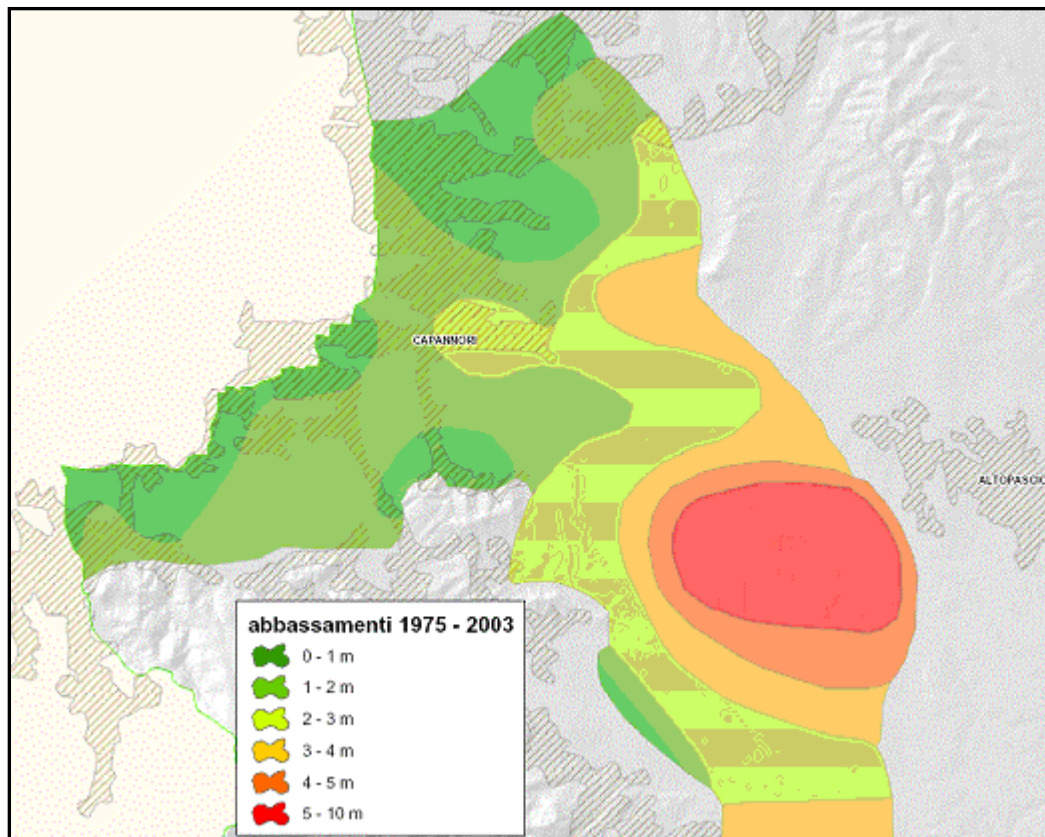 CAPANNORI
ALTOPASCIO
abbassamenti 1975 - 2003
0 - 1 m
1 - 2 m
2 - 3 m
3 - 4 m
4 - 5 m
5 - 10 m